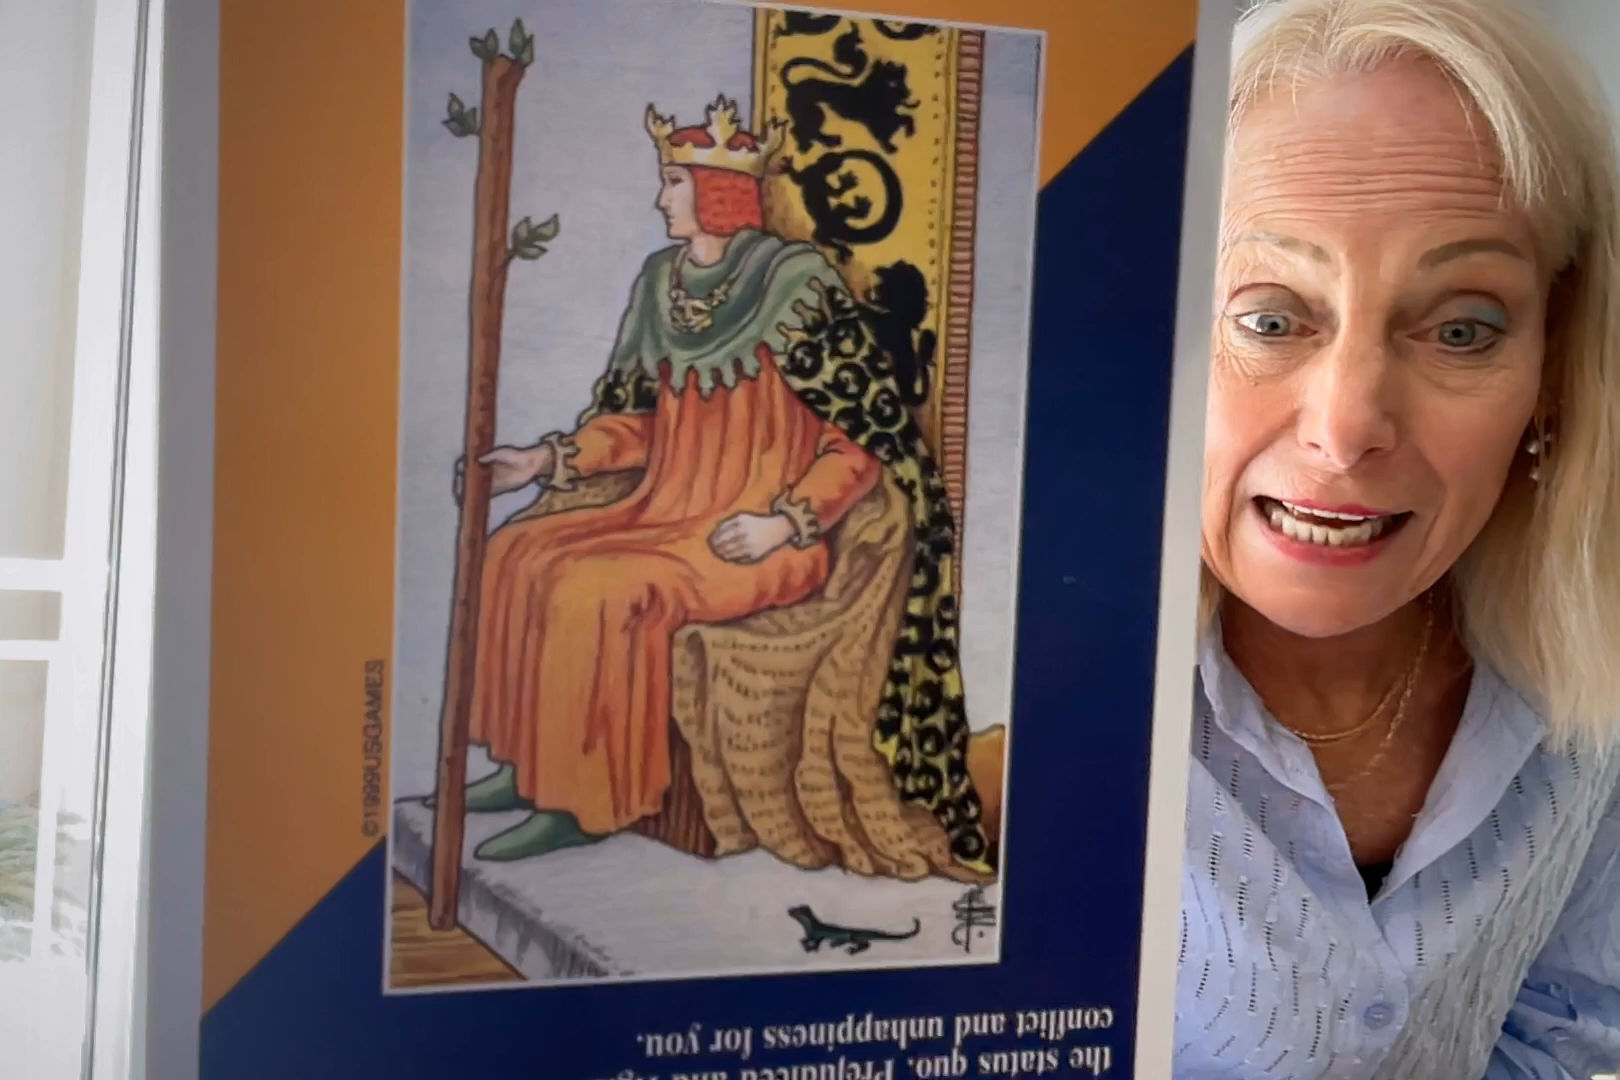 ©1999USGAMES
the status quo. Prejudiced and
conflict and unhappiness for you.